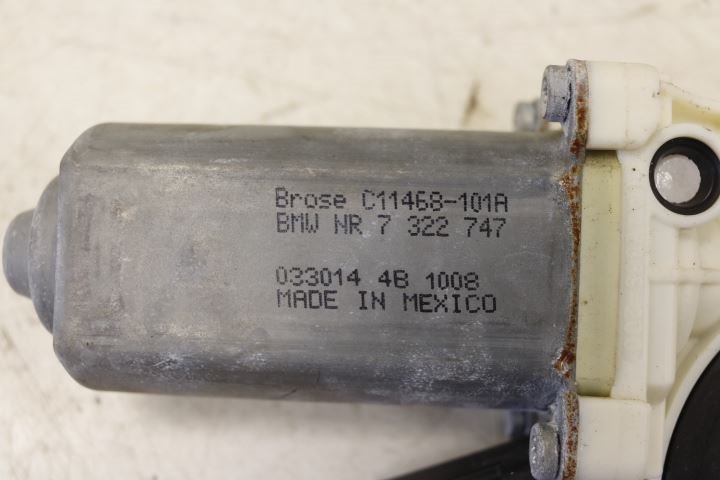 Brose C11468-101A
BMW NR 7 322 747
033014 4B 1008
MADE IN MEXICO